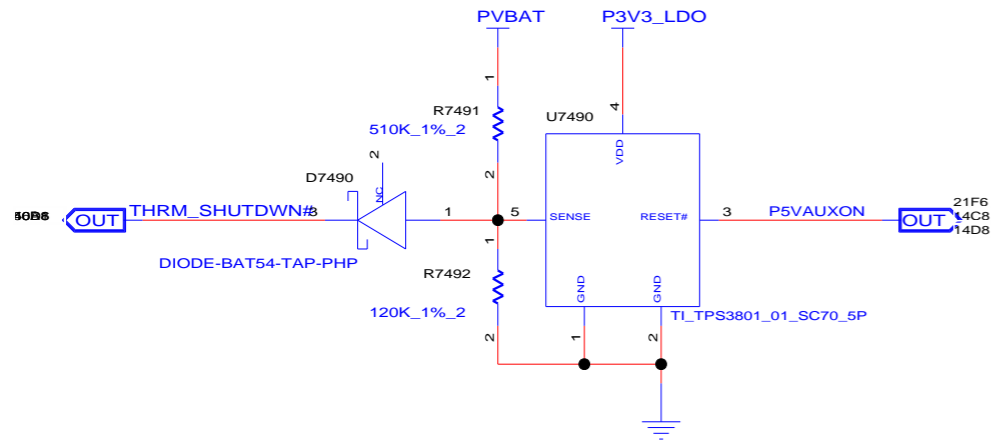 PVBAT
P3V3_LDO
1
R7491
510K_1%_2
2
4
U7490
VDD
2
D7490
NC
OUT
THRM_SHUTDWN#
3
1
5
SENSE
RESET#
3
P5VAUXON
OUT
21F6
14C8
14D8
DIODE-BAT54-TAP-PHP
1
R7492
120K_1%_2
2
GND
1
GND
2
TI_TPS3801_01_SC70_5P